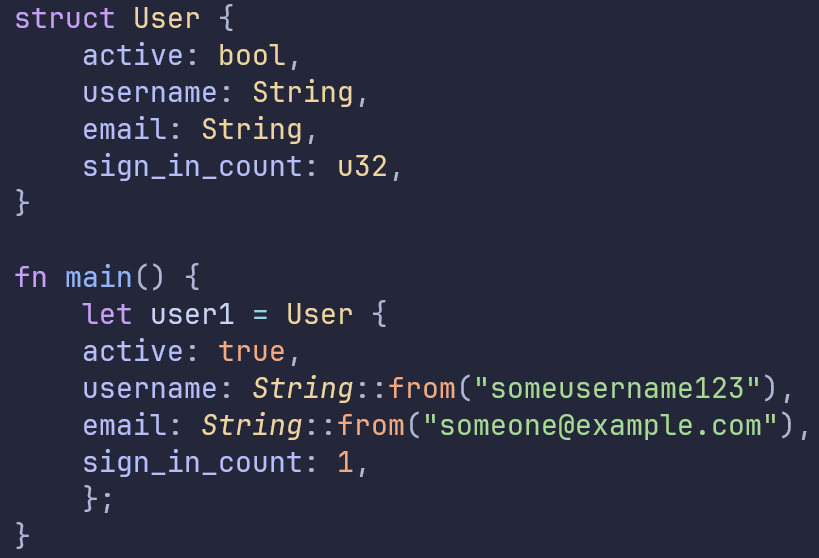 struct User {
    active: bool,
    username: String,
    email: String,
    sign_in_count: u32,
}

fn main() {
    let user1 = User {
    active: true,
    username: String::from("someusername123"),
    email: String::from("someone@example.com"),
    sign_in_count: 1,
    };
}